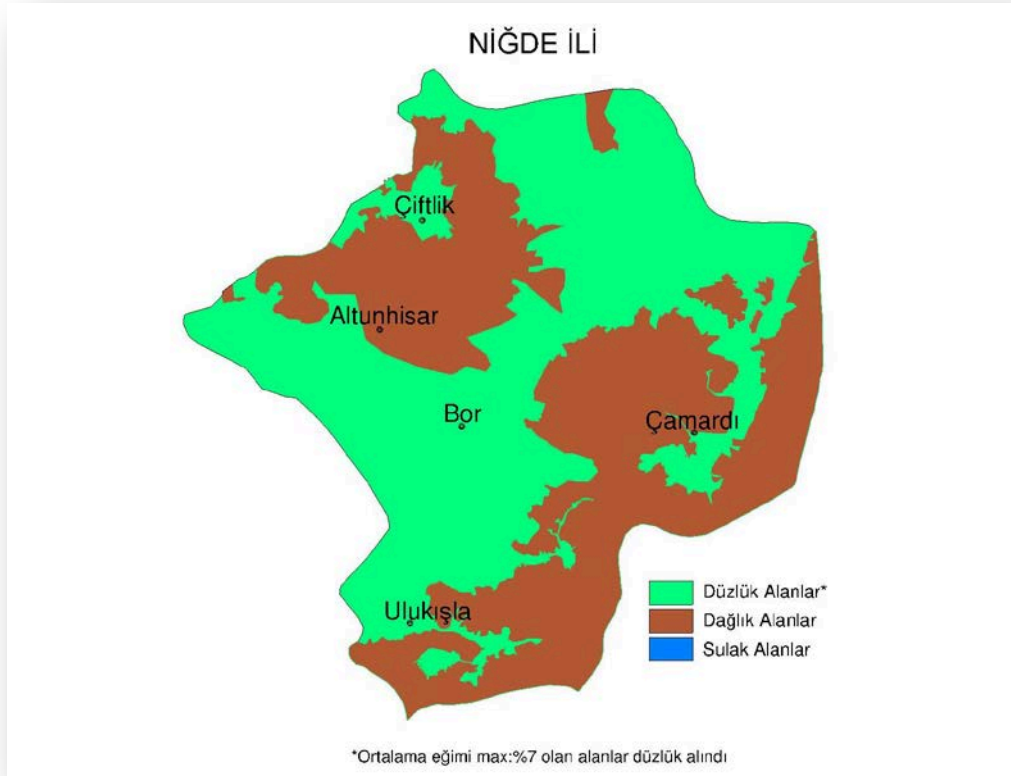 NİĞDE İLİ
Çiftlik
Altunhisar
Bor
Çamardı
Ulukışla
Düzlük Alanlar*
Dağlık Alanlar
Sulak Alanlar
*Ortalama eğimi max:%7 olan alanlar düzlük alındı